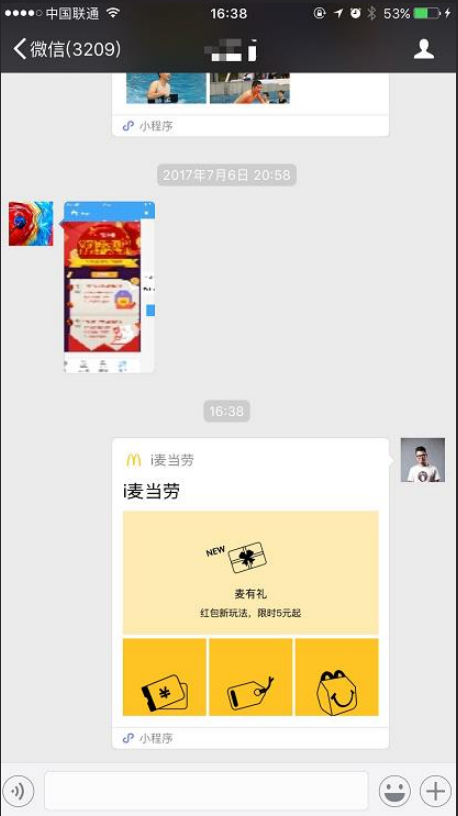 中国联通
16:38
53%
微信(3209)
小程序
2017年7月6日 20:58
16:38
i麦当劳
i麦当劳
NEW
麦有礼
红包新玩法，限时5元起
¥
小程序